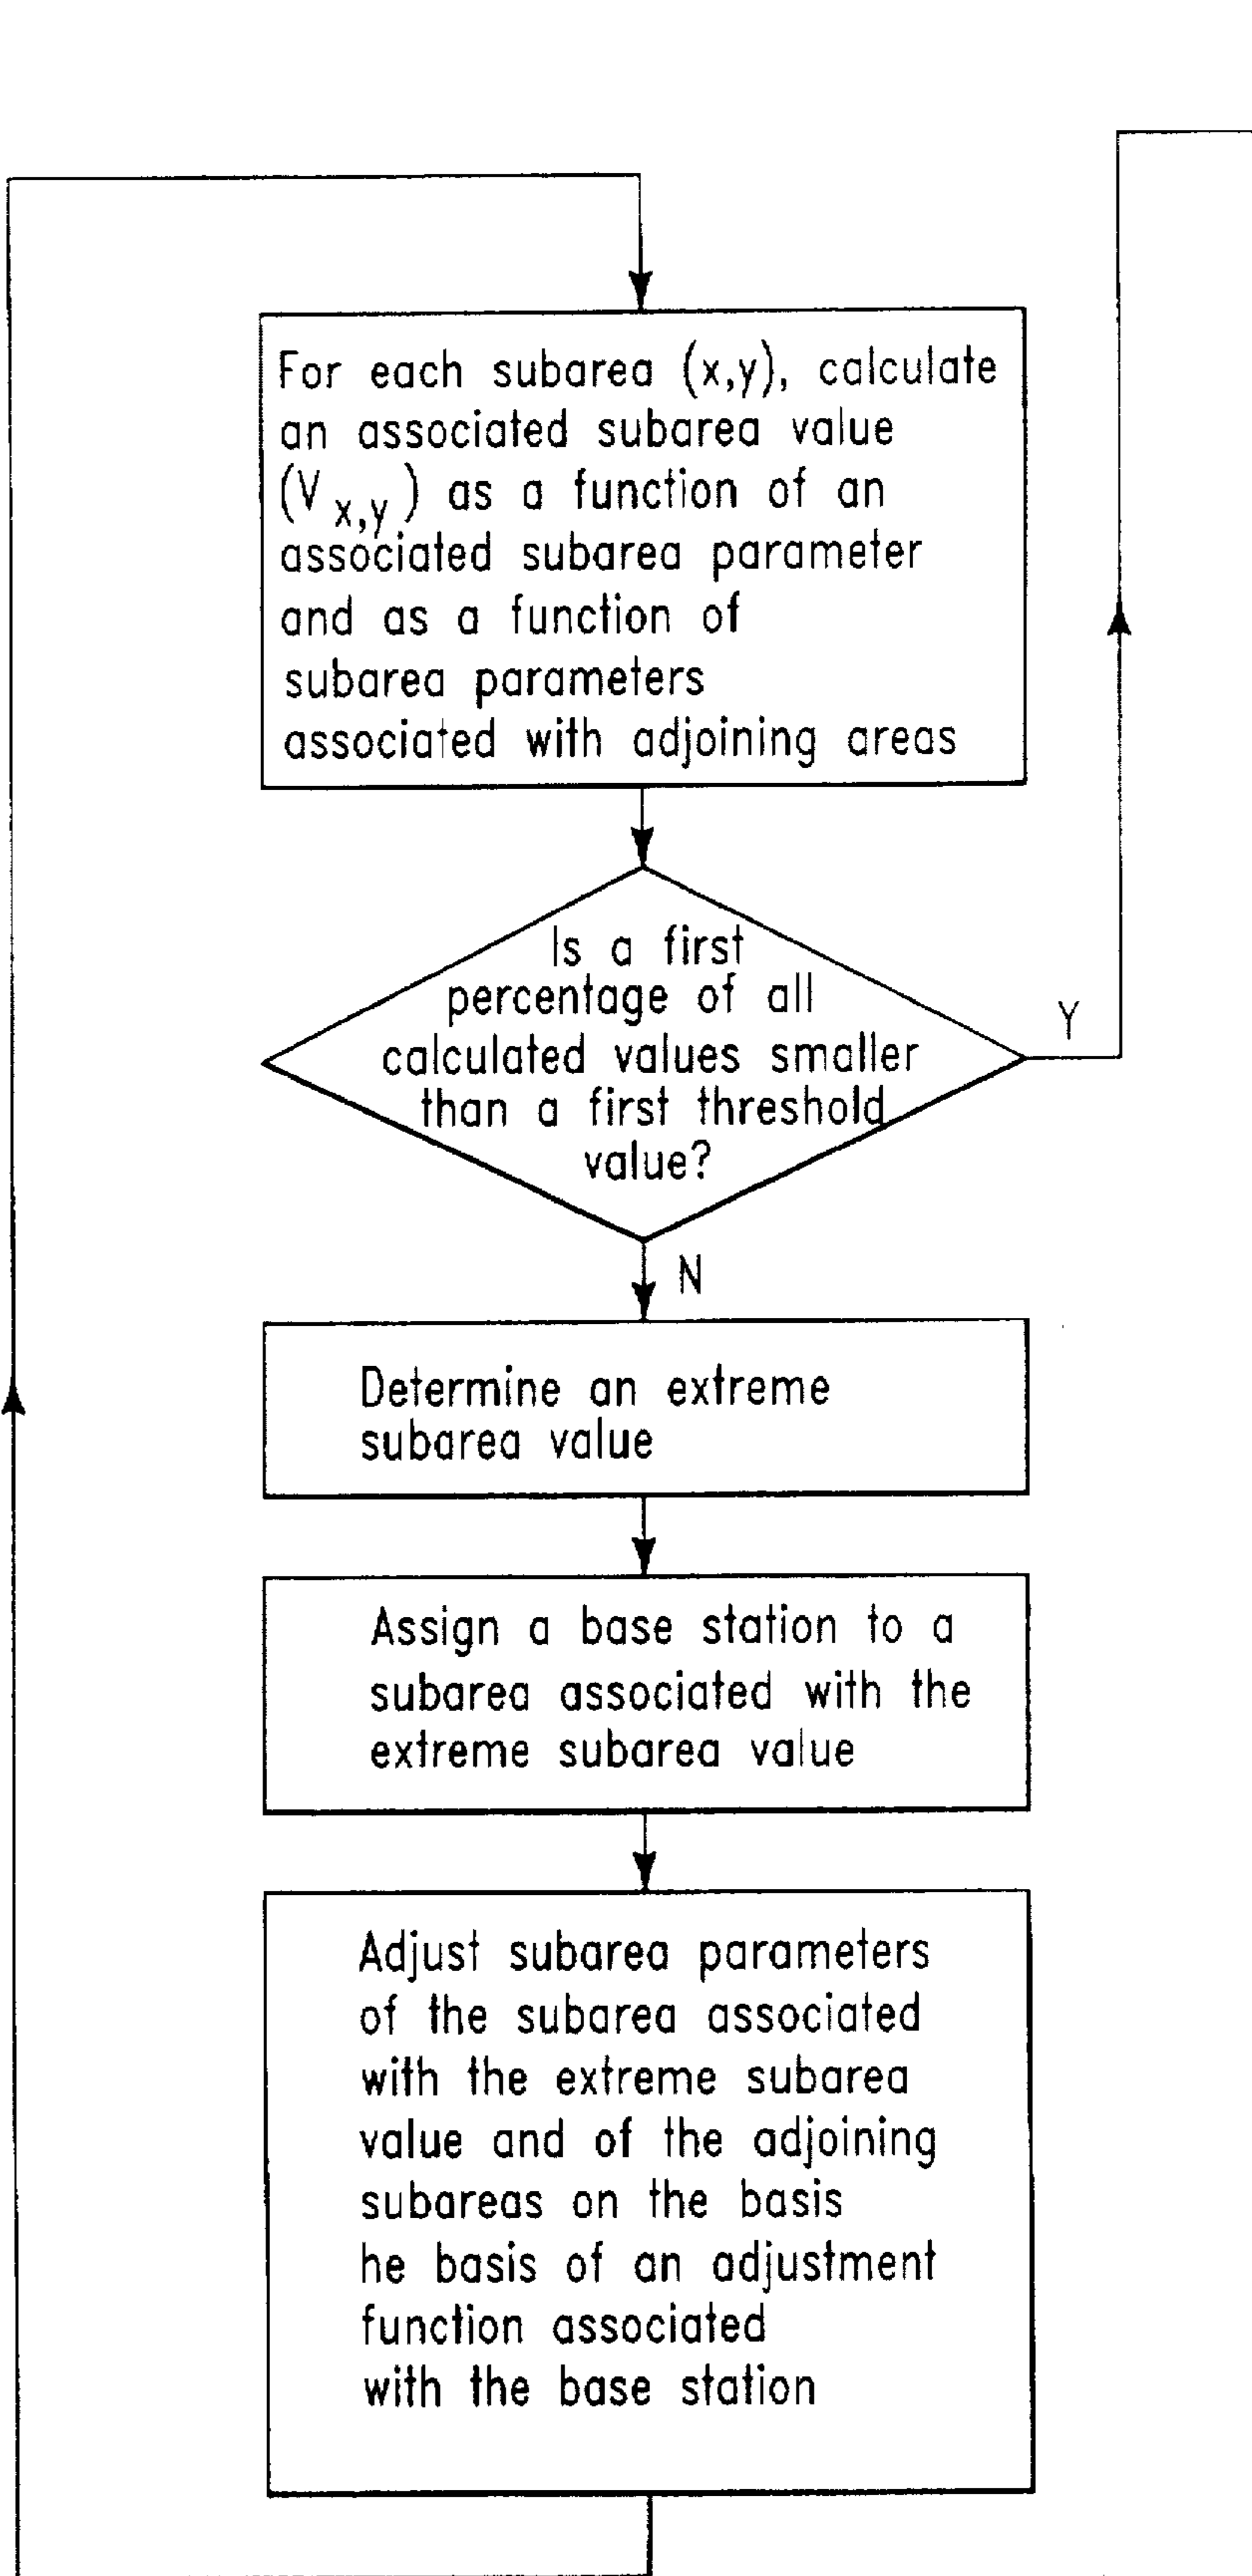 For each subarea (x,y), calculate
an associated subarea value
(V x,y) as a function of an
associated subarea parameter
and as a function of
subarea parameters
associated with adjoining areas
Is a first
percentage of all
calculated values smaller
than a first threshold
value?
Y
N
Determine an extreme
subarea value
Assign a base station to a
subarea associated with the
extreme subarea value
Adjust subarea parameters
of the subarea associated
with the extreme subarea
value and of the adjoining
subareas on the basis
he basis of an adjustment
function associated
with the base station